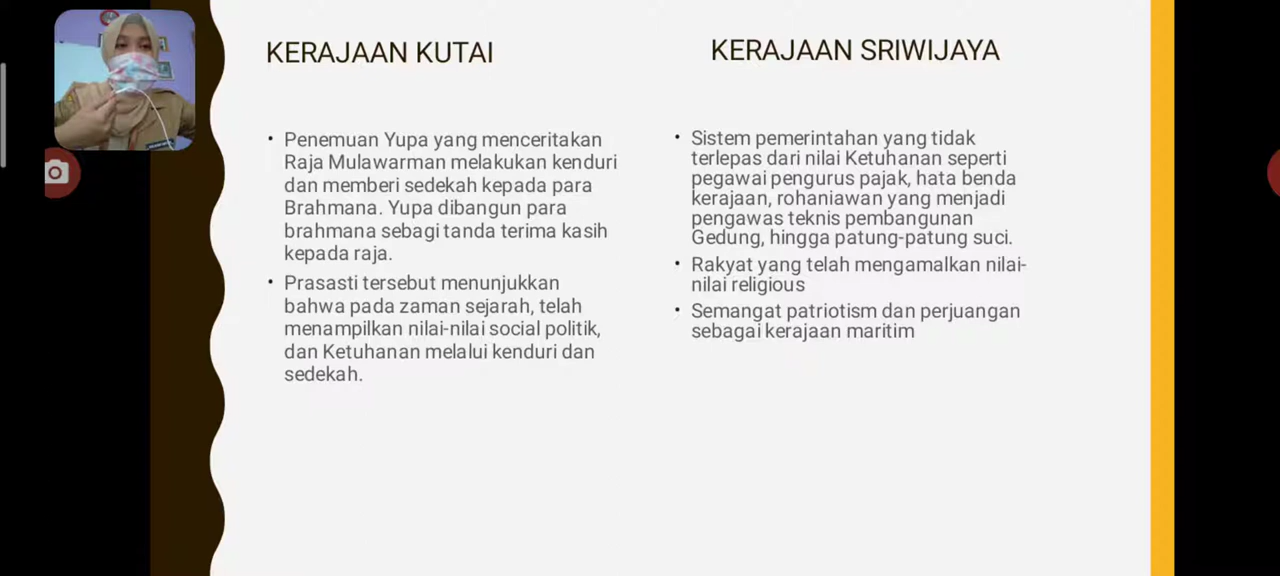 KERAJAAN KUTAI
Penemuan Yupa yang menceritakan
Raja Mulawarman melakukan kenduri
dan memberi sedekah kepada para
Brahmana. Yupa dibangun para
brahmana sebagi tanda terima kasih
kepada raja.
Prasasti tersebut menunjukkan
bahwa pada zaman sejarah, telah
menampilkan nilai-nilai social politik,
dan Ketuhanan melalui kenduri dan
sedekah.
KERAJAAN SRIWIJAYA
Sistem pemerintahan yang tidak
terlepas dari nilai Ketuhanan seperti
pegawai pengurus pajak, hata benda
kerajaan, rohaniawan yang menjadi
pengawas teknis pembangunan
Gedung, hingga patung-patung suci.
Rakyat yang telah mengamalkan nilai-
nilai religious
Semangat patriotism dan perjuangan
sebagai kerajaan maritim